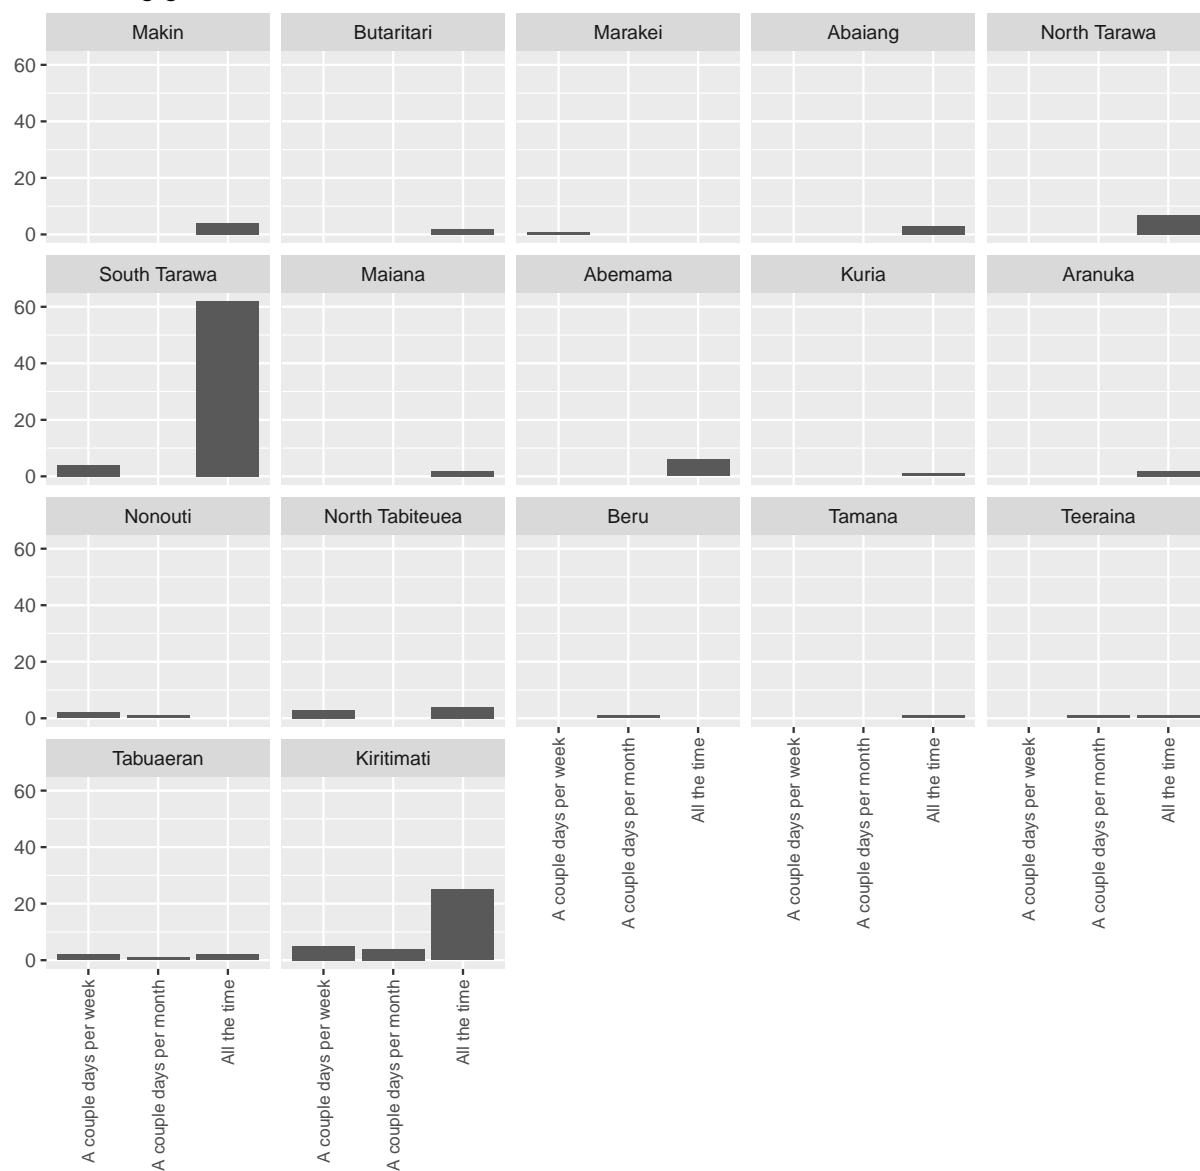 Makin Butaritari Marakei Abaiang North Tarawa
60
40
20
0
South Tarawa Maiana Abemama Kuria Aranuka
60
40
20
0
Nonouti North Tabiteuea Beru Tamana Teeraina
60
40
20
0
A couple days per week
A couple days per month
All the time
A couple days per week
A couple days per month
All the time
A couple days per week
A couple days per month
All the time
Tabuaeran Kiritimati
60
40
20
0
A couple days per week
A couple days per month
All the time
A couple days per week
A couple days per month
All the time